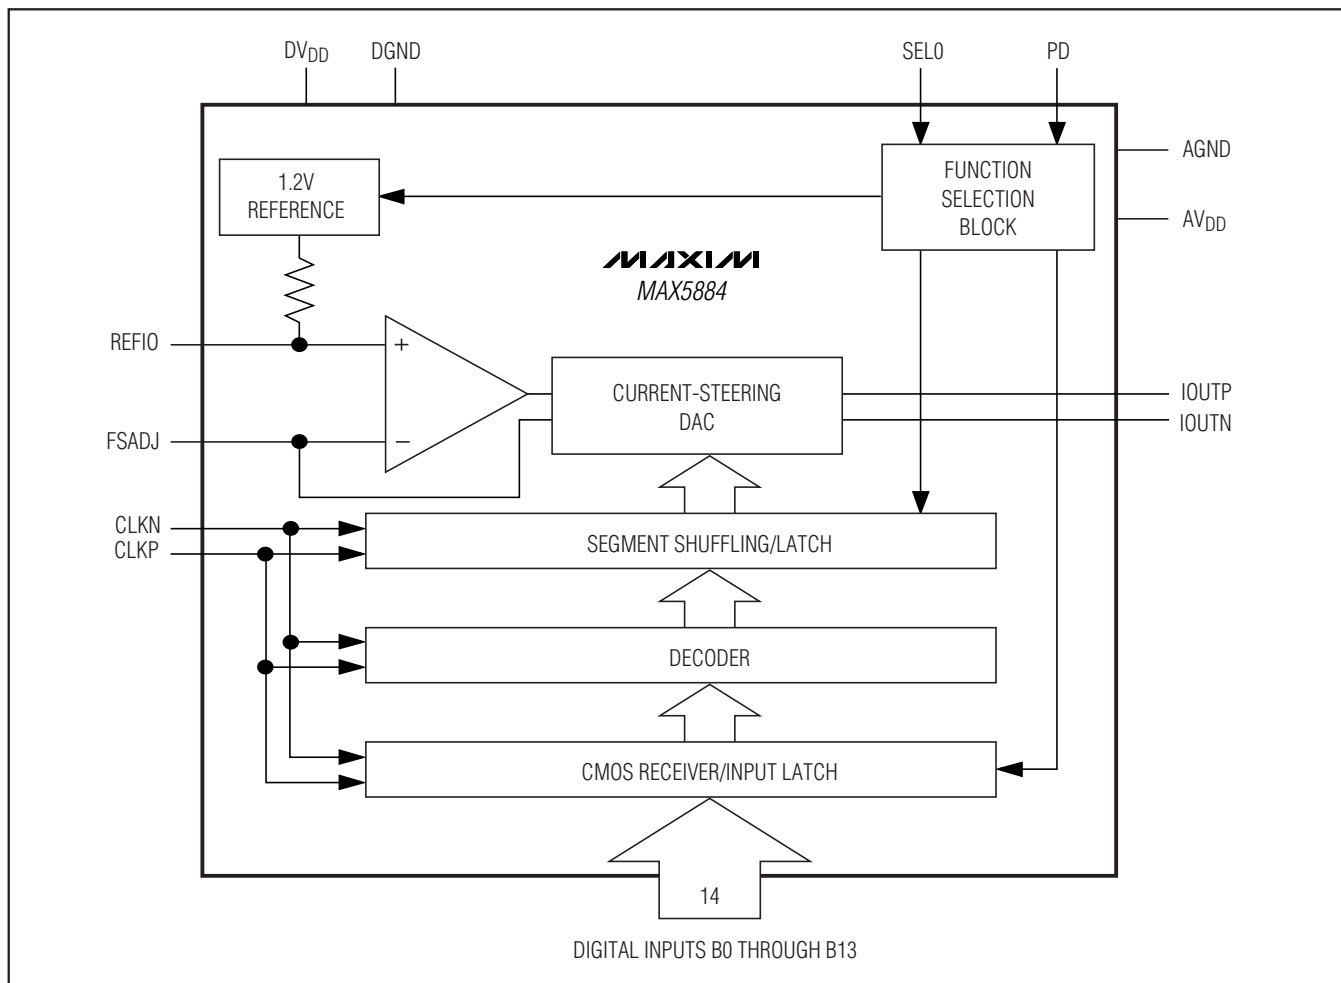 DVDD DGND SEL0 PD
AGND
AVDD
1.2V
REFERENCE
FUNCTION
SELECTION
BLOCK
MAXIM
MAX5884
REFIO
+
FSADJ
−
CURRENT-STEERING
DAC
IOUTP
IOUTN
CLKN
CLKP
SEGMENT SHUFFLING/LATCH
DECODER
CMOS RECEIVER/INPUT LATCH
14
DIGITAL INPUTS B0 THROUGH B13